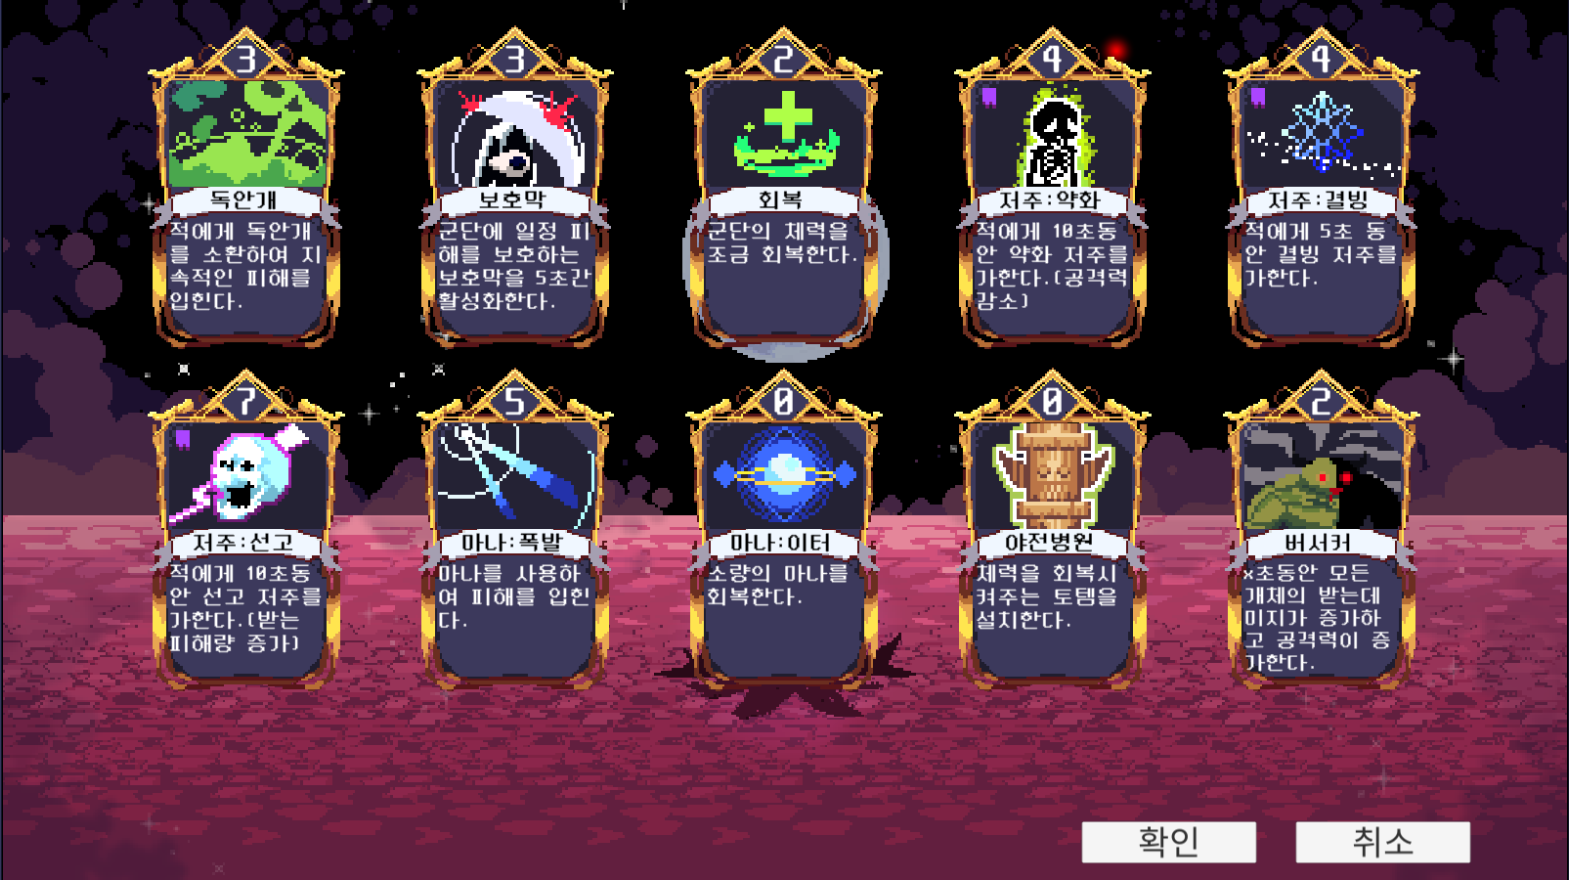 3
독안개
적에게 독안개
를 소환하여 지
속적인 피해를
입힌다.
3
보호막
군단에 일정 피
해를 보호하는
보호막을 5초간
활성화한다.
2
회복
군단의 체력을
조금 회복한다.
4
저주:약화
적에게 10초동
안 약화 저주를
가한다.(공격력
감소)
4
저주:결빙
적에게 5초 동
안 결빙 저주를
가한다.
7
저주:선고
적에게 10초동
안 선고 저주를
가한다.(받는
피해량 증가)
5
마나:폭발
마나를 사용하
여 피해를 입힌
다.
0
마나:이터
소량의 마나를
회복한다.
0
야전병원
체력을 회복시
켜주는 토템을
설치한다.
2
버서커
x초동안 모든
개체의 받는데
미지가 증가하
고 공격력이 증
가한다.
확인
취소